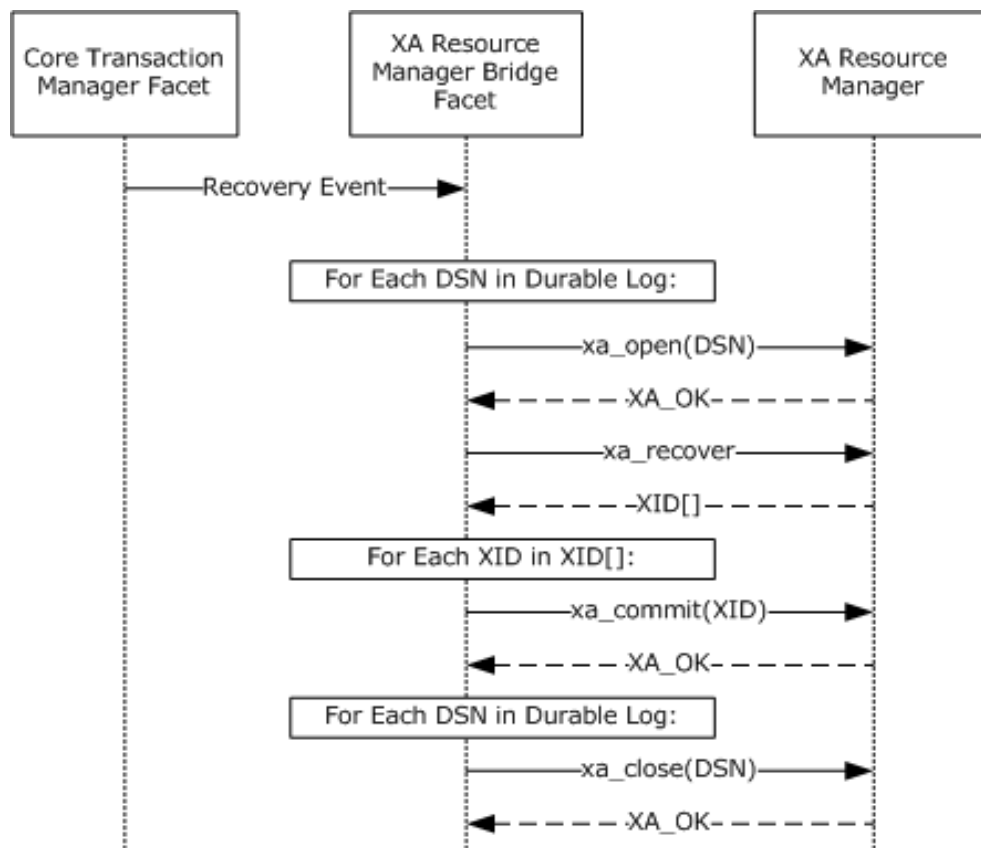 Core Transaction
Manager Facet
XA Resource
Manager Bridge
Facet
XA Resource
Manager
Recovery Event
For Each DSN in Durable Log:
xa_open(DSN)
XA_OK
xa_recover
XID[]
For Each XID in XID[]:
xa_commit(XID)
XA_OK
For Each DSN in Durable Log:
xa_close(DSN)
XA_OK